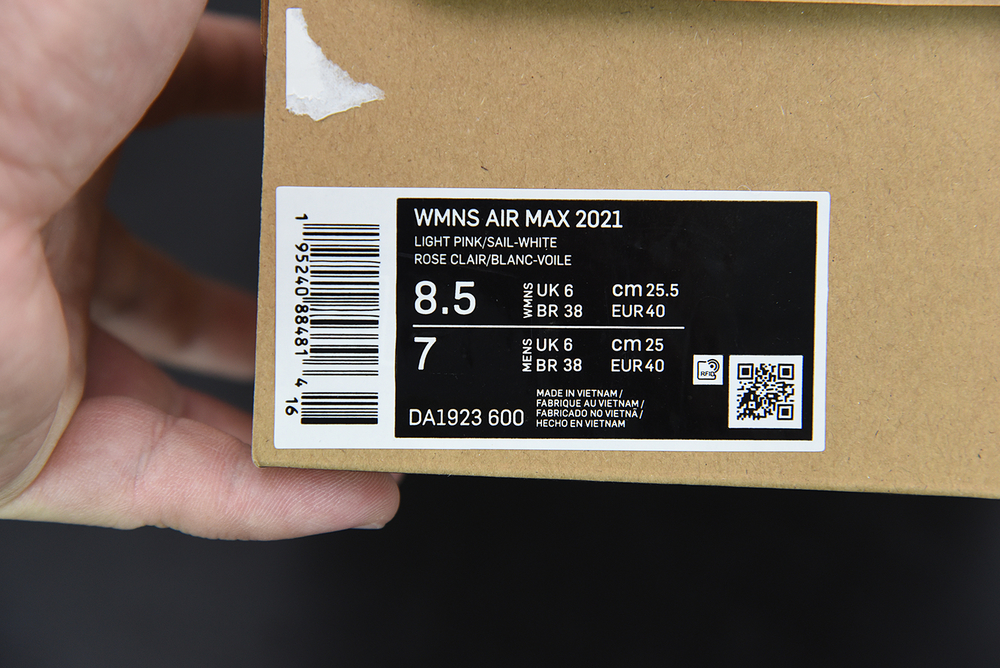 WMNS AIR MAX 2021
LIGHT PINK/SAIL-WHITE
ROSE CLAIR/BLANC-VOILE
8.5 WMNS UK 6 cm 25.5
BR 38 EUR 40
7 MENS UK 6 cm 25
BR 38 EUR 40
RFID
DA1923 600
MADE IN VIETNAM /
FABRIQUE AU VIETNAM /
FABRICADO NO VIETNÃ /
HECHO EN VIETNAM
1 95240 88481 4 16